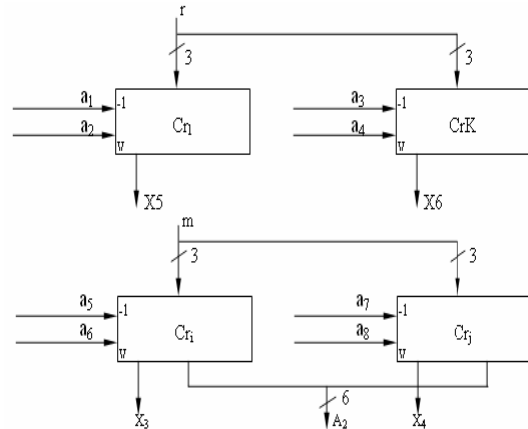 r
3 3
a1 -1 Cr1 a3 -1 CrK
a2 W a4 W
X5 X6
m
3 3
a5 -1 Cri a7 -1 Crj
a6 W a8 W
6
X3 A2 X4